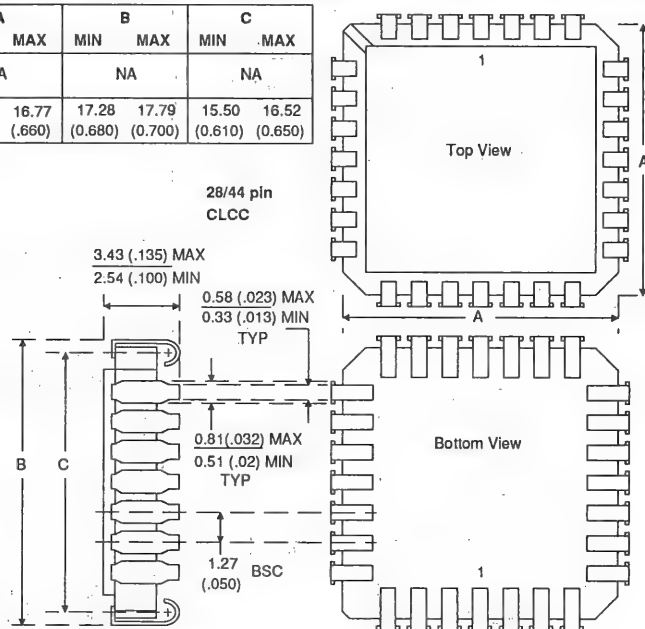 A B C
MAX MIN MAX MIN MAX
A NA NA
16.77 17.28 17.79 15.50 16.52
(.660) (0.680) (0.700) (0.610) (0.650)
1
Top View
A
28/44 pin
CLCC
3.43 (.135) MAX
2.54 (.100) MIN
0.58 (.023) MAX
0.33 (.013) MIN
TYP
A
B
C
0.81(.032) MAX
0.51 (.02) MIN
TYP
Bottom View
1.27
(.050)
BSC
1